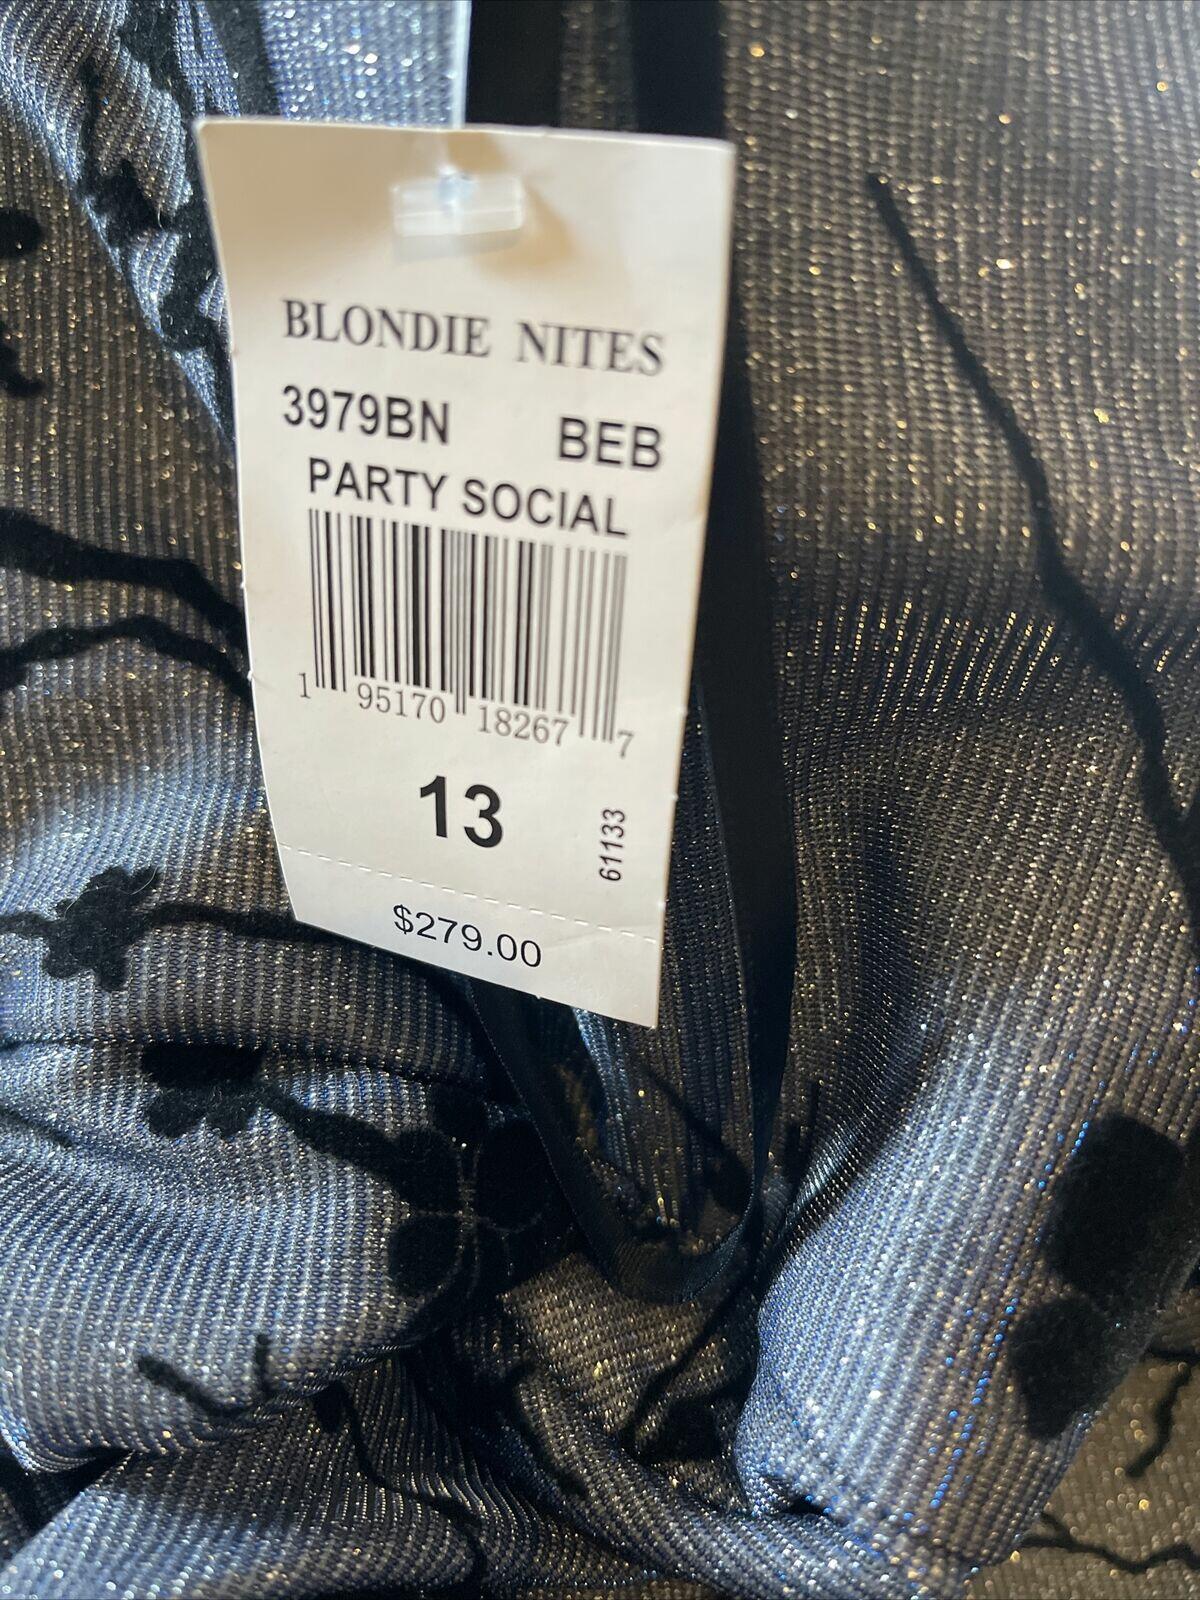 BLONDIE NITES
3979BN BEB
PARTY SOCIAL
1 95170 18267 7
13
61133
$279.00